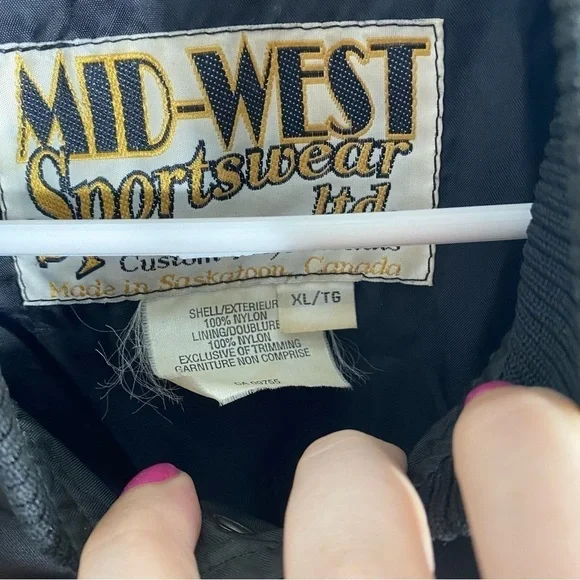 MID-WEST
Sportswear
ltd
Custom
Made in Saskatoon, Canada
XL/TG
SHELL/EXTERIEUR
100% NYLON
LINING/DOUBLURE
100% NYLON
EXCLUSIVE OF TRIMMING
GARNITURE NON COMPRISE